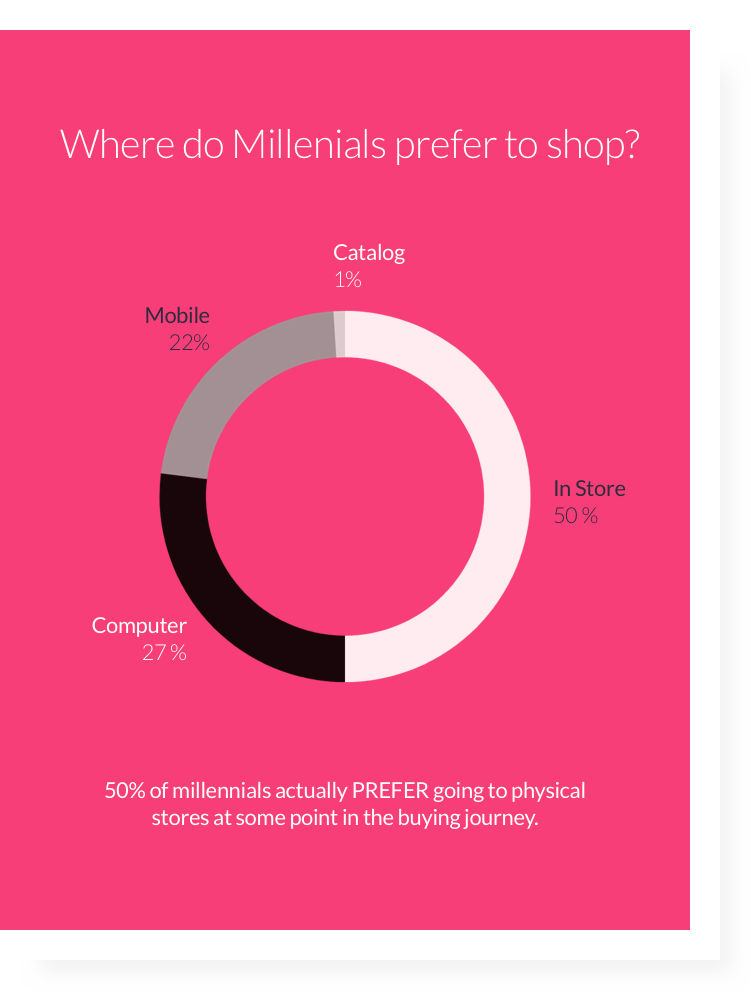 Where do Millenials prefer to shop?
Catalog
1%
Mobile
22%
In Store
50 %
Computer
27 %
50% of millennials actually PREFER going to physical
stores at some point in the buying journey.